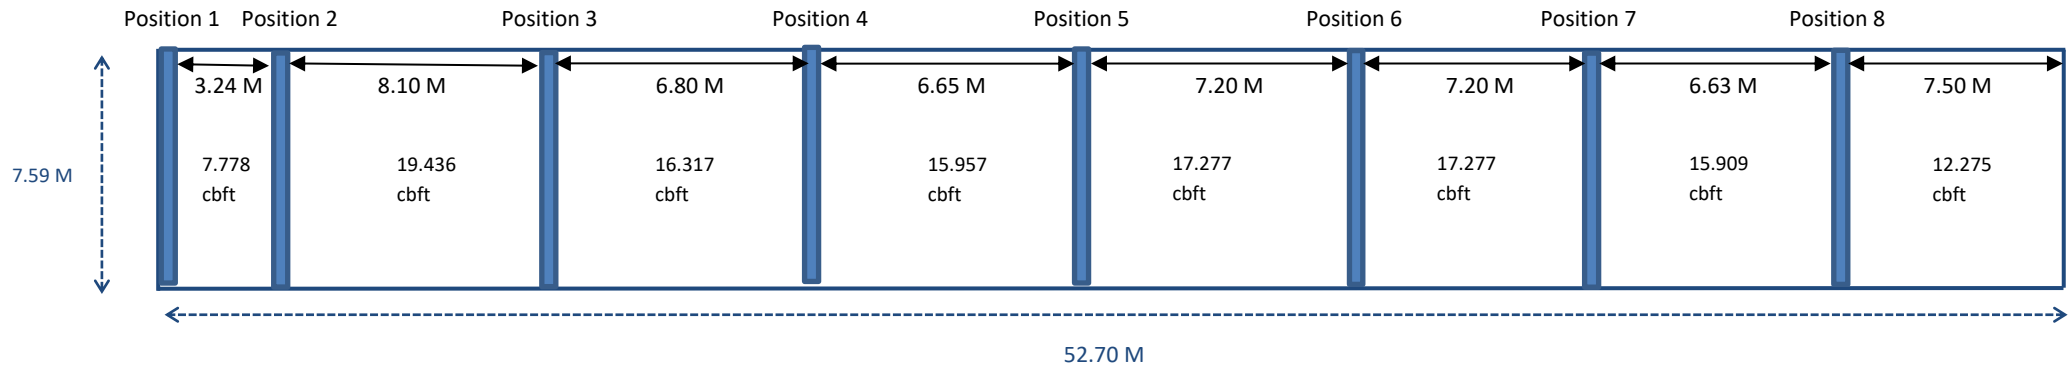 Position 1 Position 2 Position 3 Position 4 Position 5 Position 6 Position 7 Position 8
3.24 M 8.10 M 6.80 M 6.65 M 7.20 M 7.20 M 6.63 M 7.50 M
7.778 19.436 16.317 15.957 17.277 17.277 15.909 12.275
7.59 M
cbft cbft cbft cbft cbft cbft cbft cbft
52.70 M